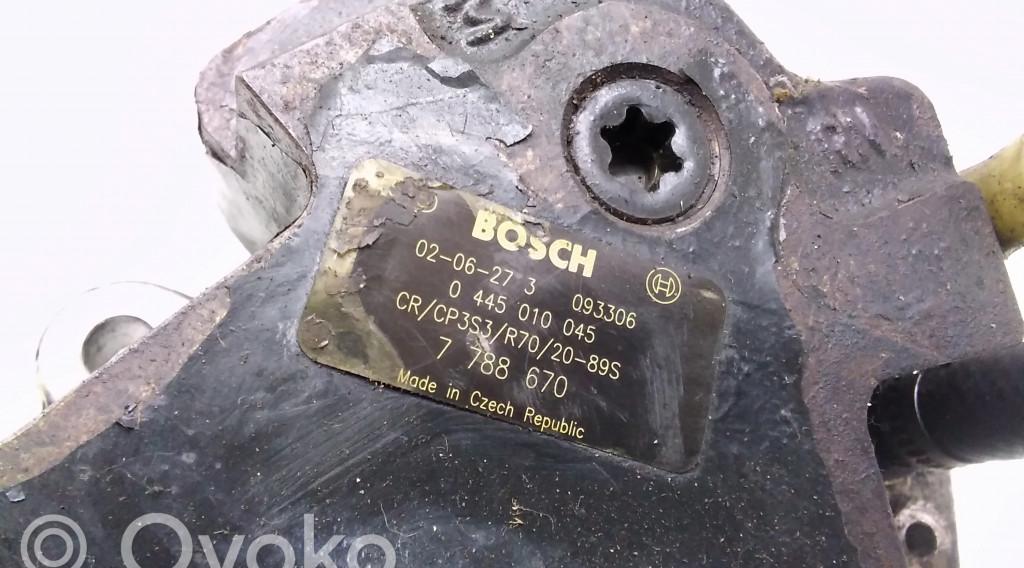 BOSCH
02-06-27 3 093306
0 445 010 045
CR/CP3S3/R70/20-89S
7 788 670
Made in Czech Republic
Ovoko